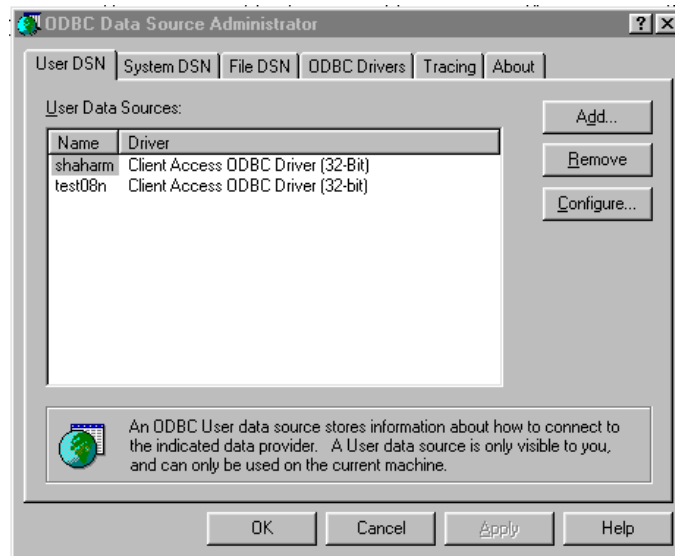 ODBC Data Source Administrator
User DSN System DSN File DSN ODBC Drivers Tracing About
User Data Sources:
Add...
Name Driver
shaharm Client Access ODBC Driver (32-Bit)
Remove
test08n Client Access ODBC Driver (32-bit)
Configure...
An ODBC User data source stores information about how to connect to
the indicated data provider. A User data source is only visible to you,
and can only be used on the current machine.
OK Cancel Apply Help